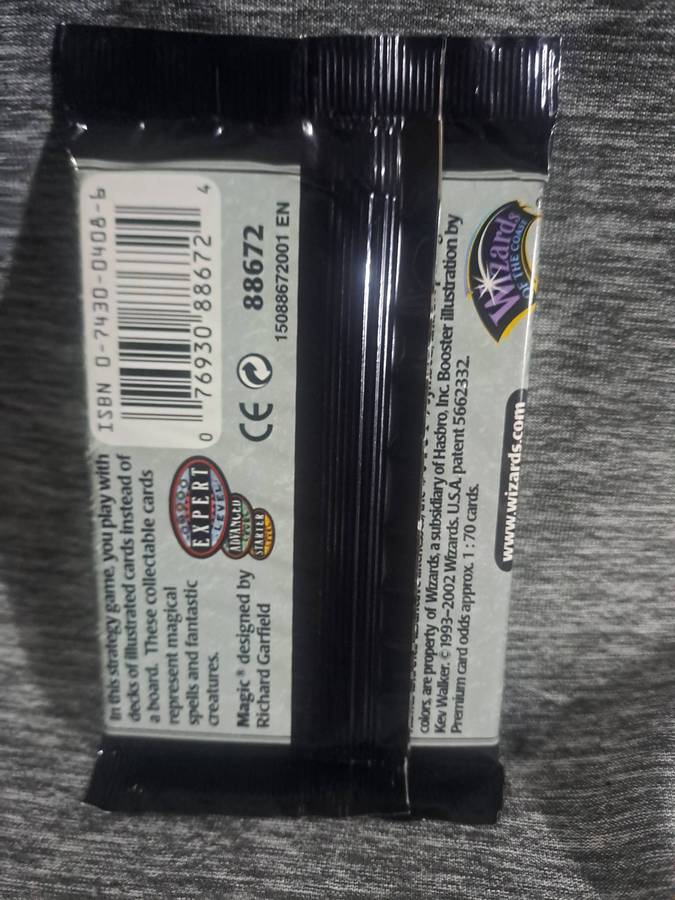 In this strategy game, you play with
decks of illustrated cards instead of
a board. These collectable cards
represent magical
spells and fantastic
creatures.
EXPERT
LEVEL
ADVANCED
LEVEL
STARTER
Magic® designed by
Richard Garfield
ISBN 0-7430-0408-6
0 76930 88672 4
CE 88672
15088672001 EN
colors, are property of Wizards, a subsidiary of Hasbro, Inc. Booster illustration by
Kev Walker. © 1993–2002 Wizards. U.S.A. patent 5662332.
Premium card odds approx. 1 : 70 cards.
www.wizards.com
Wizards
OF THE COAST